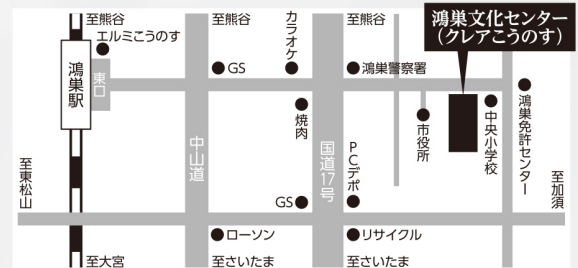 至熊谷
至熊谷
カラオケ
至熊谷
鴻巣文化センター
(クレアこうのす)
エルミこうのす
鴻巣駅
東口
GS
鴻巣警察署
焼肉
市役所
中央小学校
鴻巣免許センター
中山道
国道17号
PCデポ
至東松山
至加須
GS
ローソン
リサイクル
至大宮
至さいたま
至さいたま